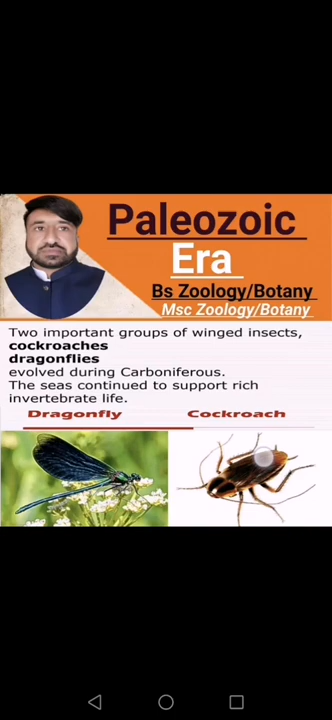 Paleozoic
Era
Bs Zoology/Botany
Msc Zoology/Botany
Two important groups of winged insects,
cockroaches
dragonflies
evolved during Carboniferous.
The seas continued to support rich
invertebrate life.
Dragonfly Cockroach